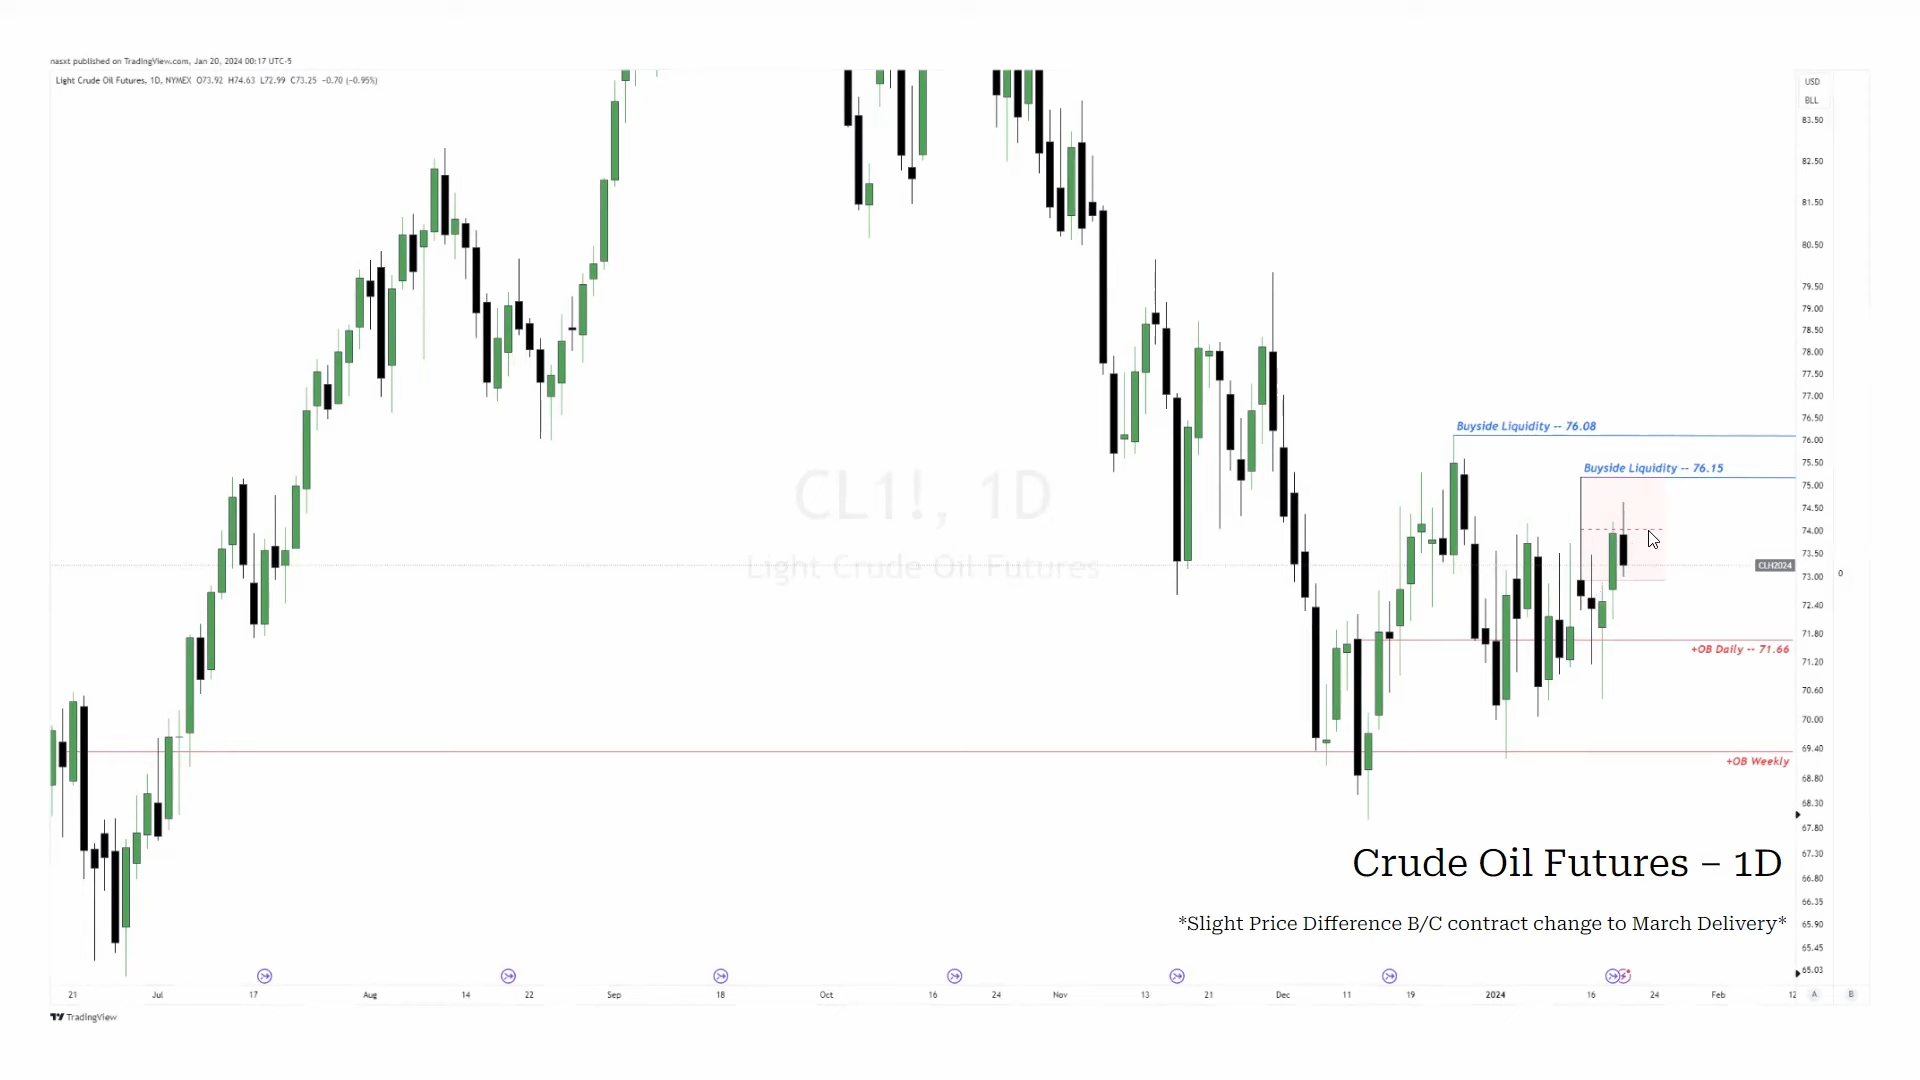 nasxt published on TradingView.com, Jan 20, 2024 00:17 UTC-5
Light Crude Oil Futures, 1D, NYMEX O73.92 H74.63 L72.99 C73.25 −0.70 (−0.95%)
USD
BLL
83.50
82.50
81.50
80.50
79.50
79.00
78.50
78.00
77.50
77.00
76.50
Buyside Liquidity -- 76.08
76.00
75.50
Buyside Liquidity -- 76.15
75.00
CL1!, 1D
74.50
74.00
73.50
Light Crude Oil Futures
CLH2024
0
73.00
72.40
71.80
+OB Daily -- 71.66
71.20
70.60
70.00
69.40
+OB Weekly
68.80
68.30
67.80
67.30
Crude Oil Futures – 1D
66.80
66.35
65.90
*Slight Price Difference B/C contract change to March Delivery*
65.45
65.03
21 Jul 17 Aug 14 22 Sep 18 Oct 16 24 Nov 13 21 Dec 11 19 2024 16 24 Feb 12 A B
TradingView